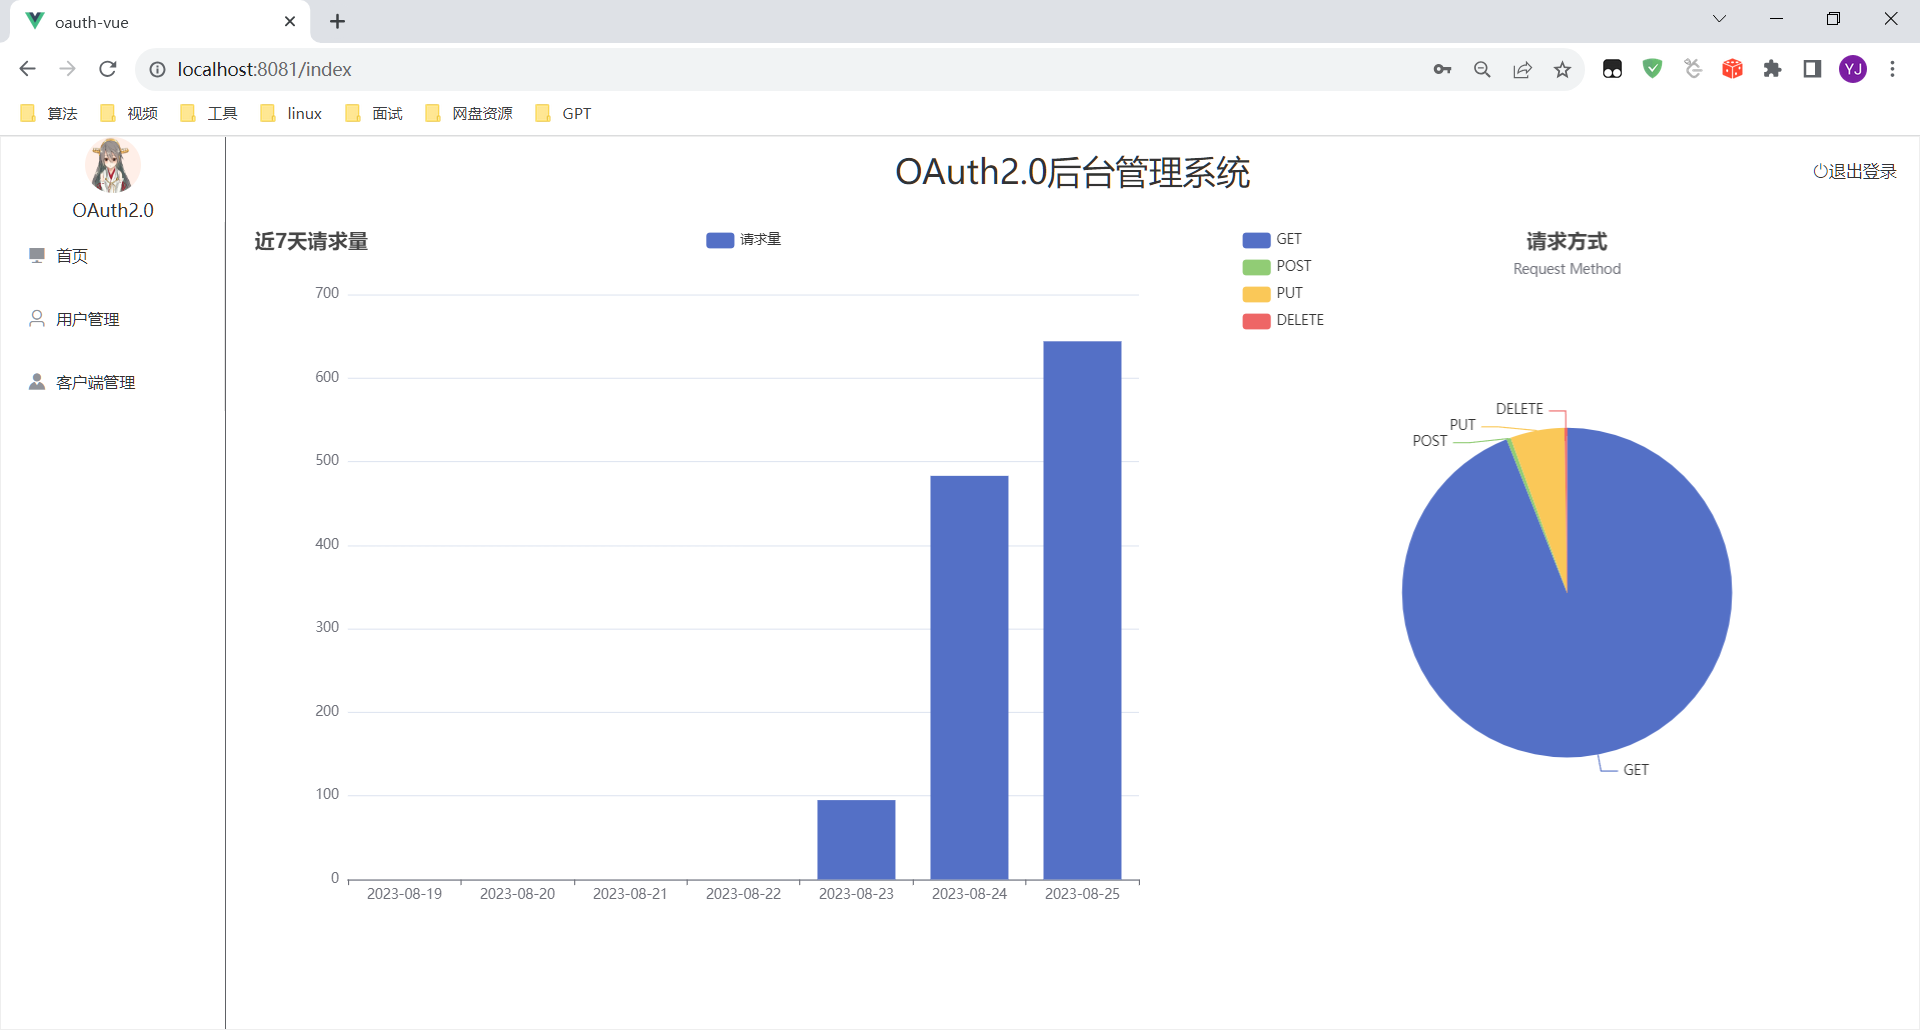 oauth-vue
localhost:8081/index
YJ
算法 视频 工具 linux 面试 网盘资源 GPT
OAuth2.0
首页
用户管理
客户端管理
OAuth2.0后台管理系统
退出登录
近7天请求量
请求量
700
600
500
400
300
200
100
0
2023-08-19 2023-08-20 2023-08-21 2023-08-22 2023-08-23 2023-08-24 2023-08-25
GET
POST
PUT
DELETE
请求方式
Request Method
DELETE
PUT
POST
GET